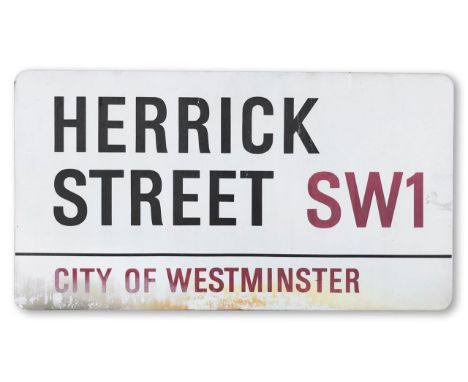 HERRICK
STREET SW1
CITY OF WESTMINSTER